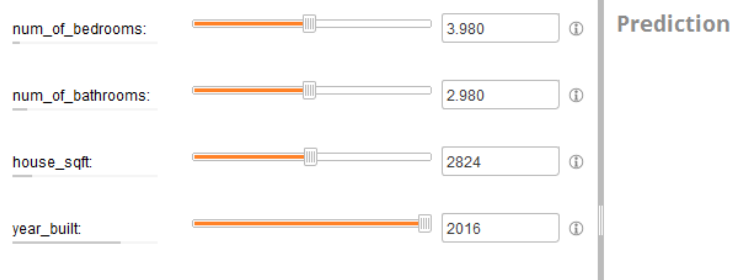 num_of_bedrooms: 3.980 Prediction
num_of_bathrooms: 2.980
house_sqft: 2824
year_built: 2016